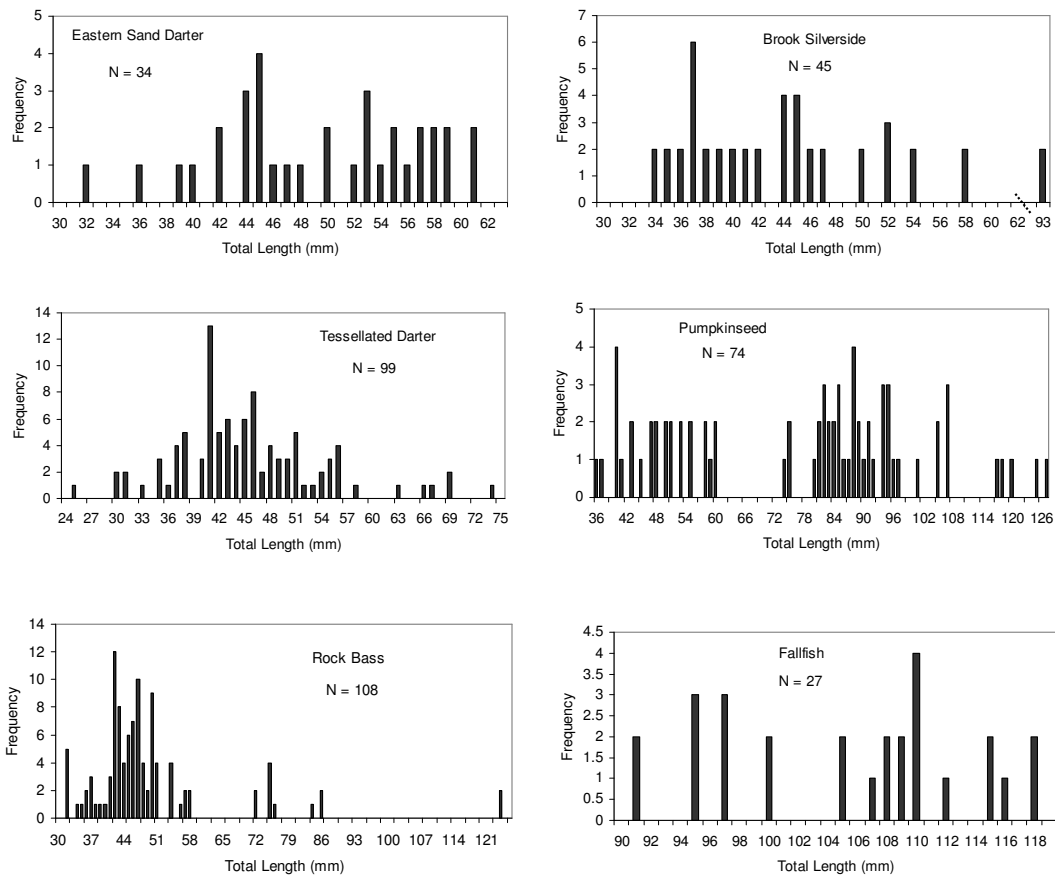 5
4
3
2
1
0
Frequency
Eastern Sand Darter
N = 34
30 32 34 36 38 40 42 44 46 48 50 52 54 56 58 60 62
Total Length (mm)
7
6
5
4
3
2
1
0
Frequency
Brook Silverside
N = 45
30 32 34 36 38 40 42 44 46 48 50 52 54 56 58 60 62 93
Total Length (mm)
14
12
10
8
6
4
2
0
Frequency
Tessellated Darter
N = 99
24 27 30 33 36 39 42 45 48 51 54 57 60 63 66 69 72 75
Total Length (mm)
5
4
3
2
1
0
Frequency
Pumpkinseed
N = 74
36 42 48 54 60 66 72 78 84 90 96 102 108 114 120 126
Total Length (mm)
14
12
10
8
6
4
2
0
Frequency
Rock Bass
N = 108
30 37 44 51 58 65 72 79 86 93 100 107 114 121
Total Length (mm)
4.5
4
3.5
3
2.5
2
1.5
1
0.5
0
Frequency
Fallfish
N = 27
90 92 94 96 98 100 102 104 106 108 110 112 114 116 118
Total Length (mm)